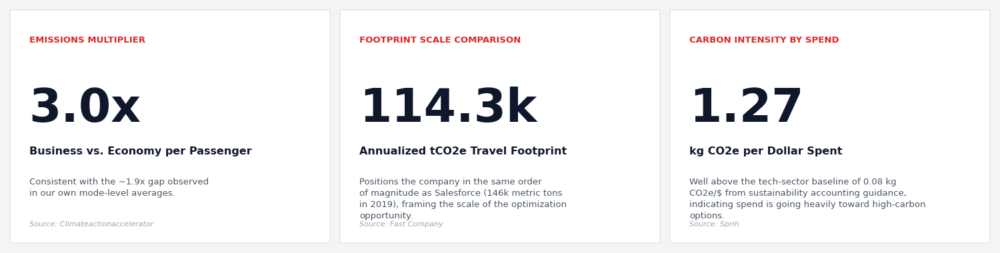 EMISSIONS MULTIPLIER
3.0x
Business vs. Economy per Passenger
Consistent with the ~1.9x gap observed
in our own mode-level averages.
Source: Climateactionaccelerator
FOOTPRINT SCALE COMPARISON
114.3k
Annualized tCO2e Travel Footprint
Positions the company in the same order
of magnitude as Salesforce (146k metric tons
in 2019), framing the scale of the optimization
opportunity.
Source: Fast Company
CARBON INTENSITY BY SPEND
1.27
kg CO2e per Dollar Spent
Well above the tech-sector baseline of 0.08 kg
CO2e/$ from sustainability accounting guidance,
indicating spend is going heavily toward high-carbon
options.
Source: Sprih